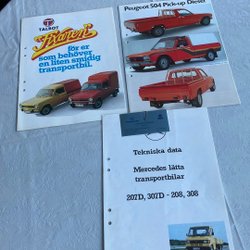 TALBOT
Ixaren!
för er
som behöver
en liten smidig
transportbil.
Peugeot 504 Pick-up Diesel
Tekniska data
Mercedes lätta
transportbilar
207D, 307D - 208, 308